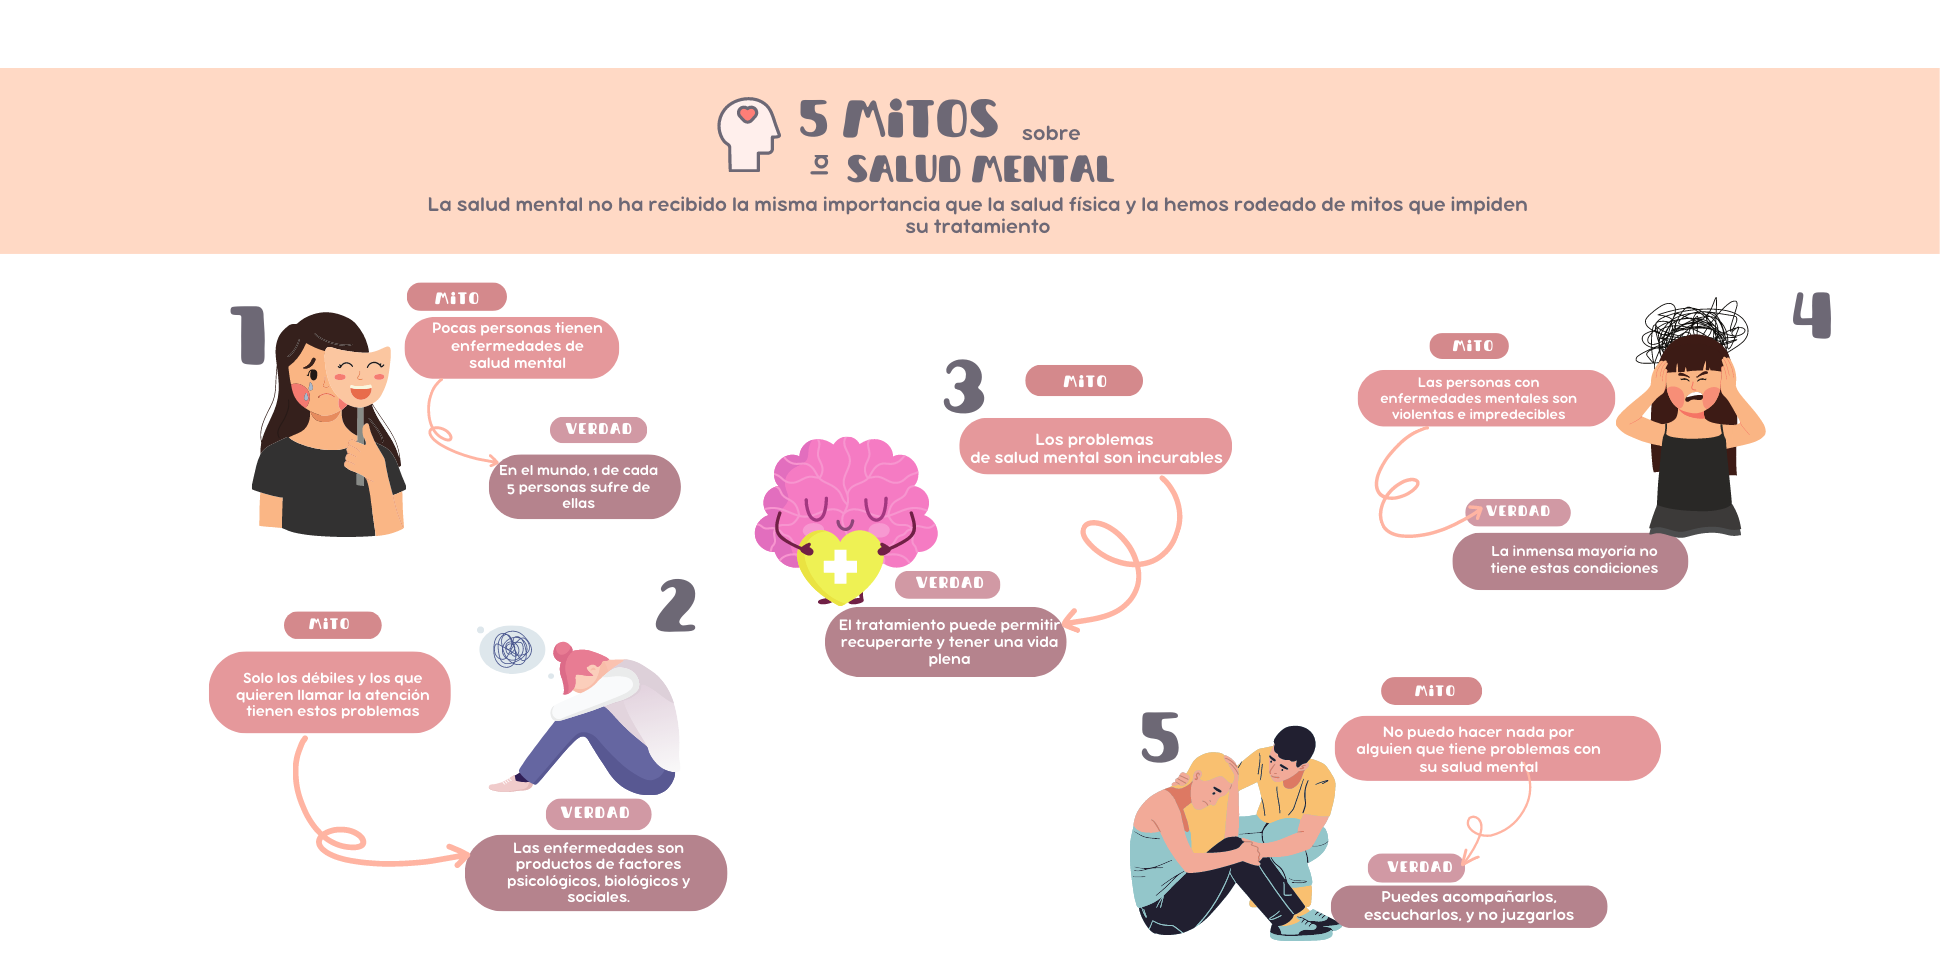 5 MiTOS sobre
a SALUD MENTAL
La salud mental no ha recibido la misma importancia que la salud física y la hemos rodeado de mitos que impiden
su tratamiento
1
MiTO
Pocas personas tienen
enfermedades de
salud mental
VERDAD
En el mundo, 1 de cada
5 personas sufre de
ellas
2
MiTO
Solo los débiles y los que
quieren llamar la atención
tienen estos problemas
VERDAD
Las enfermedades son
productos de factores
psicológicos, biológicos y
sociales.
3
MiTO
Los problemas
de salud mental son incurables
VERDAD
El tratamiento puede permitir
recuperarte y tener una vida
plena
4
MiTO
Las personas con
enfermedades mentales son
violentas e impredecibles
VERDAD
La inmensa mayoría no
tiene estas condiciones
5
MiTO
No puedo hacer nada por
alguien que tiene problemas con
su salud mental
VERDAD
Puedes acompañarlos,
escucharlos, y no juzgarlos